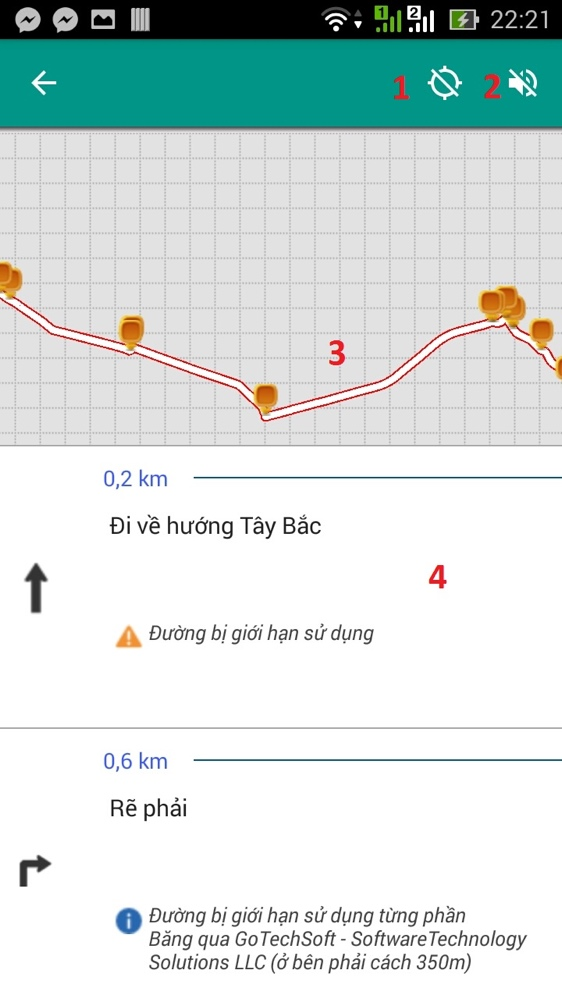 1 2 22:21
1 2
3
0,2 km
Đi về hướng Tây Bắc
4
Đường bị giới hạn sử dụng
0,6 km
Rẽ phải
Đường bị giới hạn sử dụng từng phần
Băng qua GoTechSoft - SoftwareTechnology
Solutions LLC (ở bên phải cách 350m)